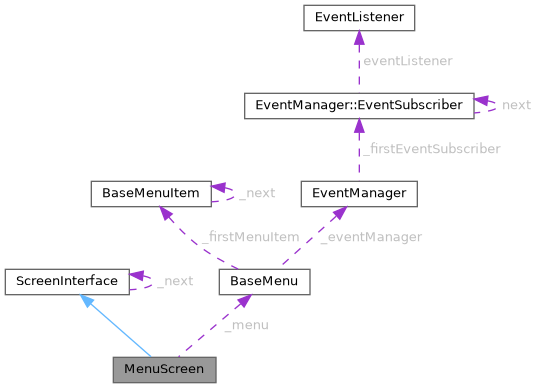 EventListener
eventListener
EventManager::EventSubscriber
next
_firstEventSubscriber
BaseMenuItem
_next
EventManager
_firstMenuItem
_eventManager
ScreenInterface
_next
BaseMenu
_menu
MenuScreen